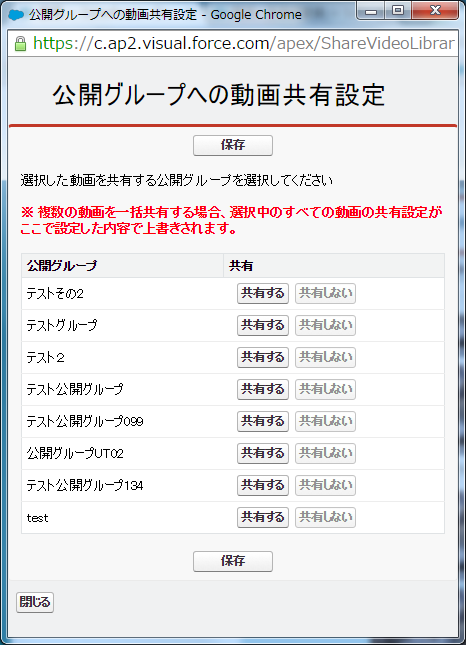 公開グループへの動画共有設定 - Google Chrome
https://c.ap2.visual.force.com/apex/ShareVideoLibrar
公開グループへの動画共有設定
保存
選択した動画を共有する公開グループを選択してください
※ 複数の動画を一括共有する場合、選択中のすべての動画の共有設定が
ここで設定した内容で上書きされます。
公開グループ 共有
テストその2 共有する 共有しない
テストグループ 共有する 共有しない
テスト2 共有する 共有しない
テスト公開グループ 共有する 共有しない
テスト公開グループ099 共有する 共有しない
公開グループUT02 共有する 共有しない
テスト公開グループ134 共有する 共有しない
test 共有する 共有しない
保存
閉じる